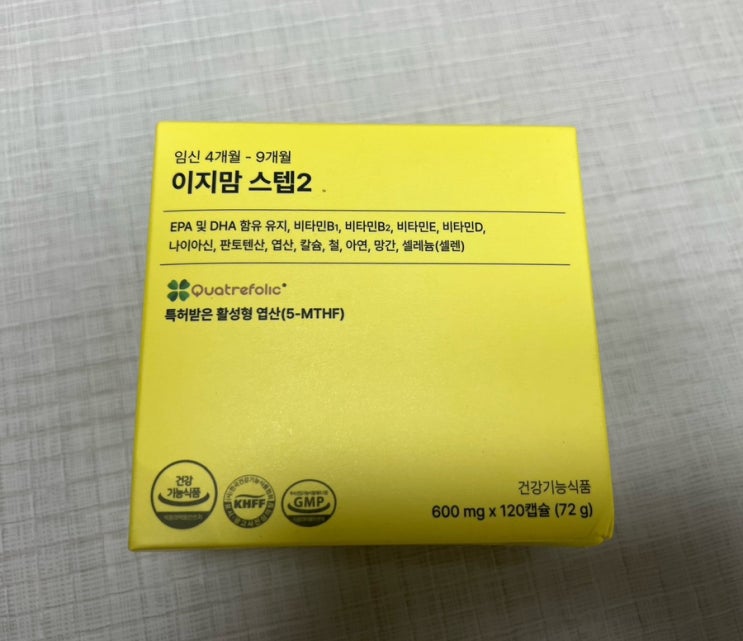 임신 4개월 - 9개월
이지맘 스텝2
EPA 및 DHA 함유 유지, 비타민B₁, 비타민B₂, 비타민E, 비타민D,
나이아신, 판토텐산, 엽산, 칼슘, 철, 아연, 망간, 셀레늄(셀렌)
Quatrefolic®
특허받은 활성형 엽산(5-MTHF)
건강
기능식품
KHFF
GMP
건강기능식품
600 mg x 120캡슐 (72 g)